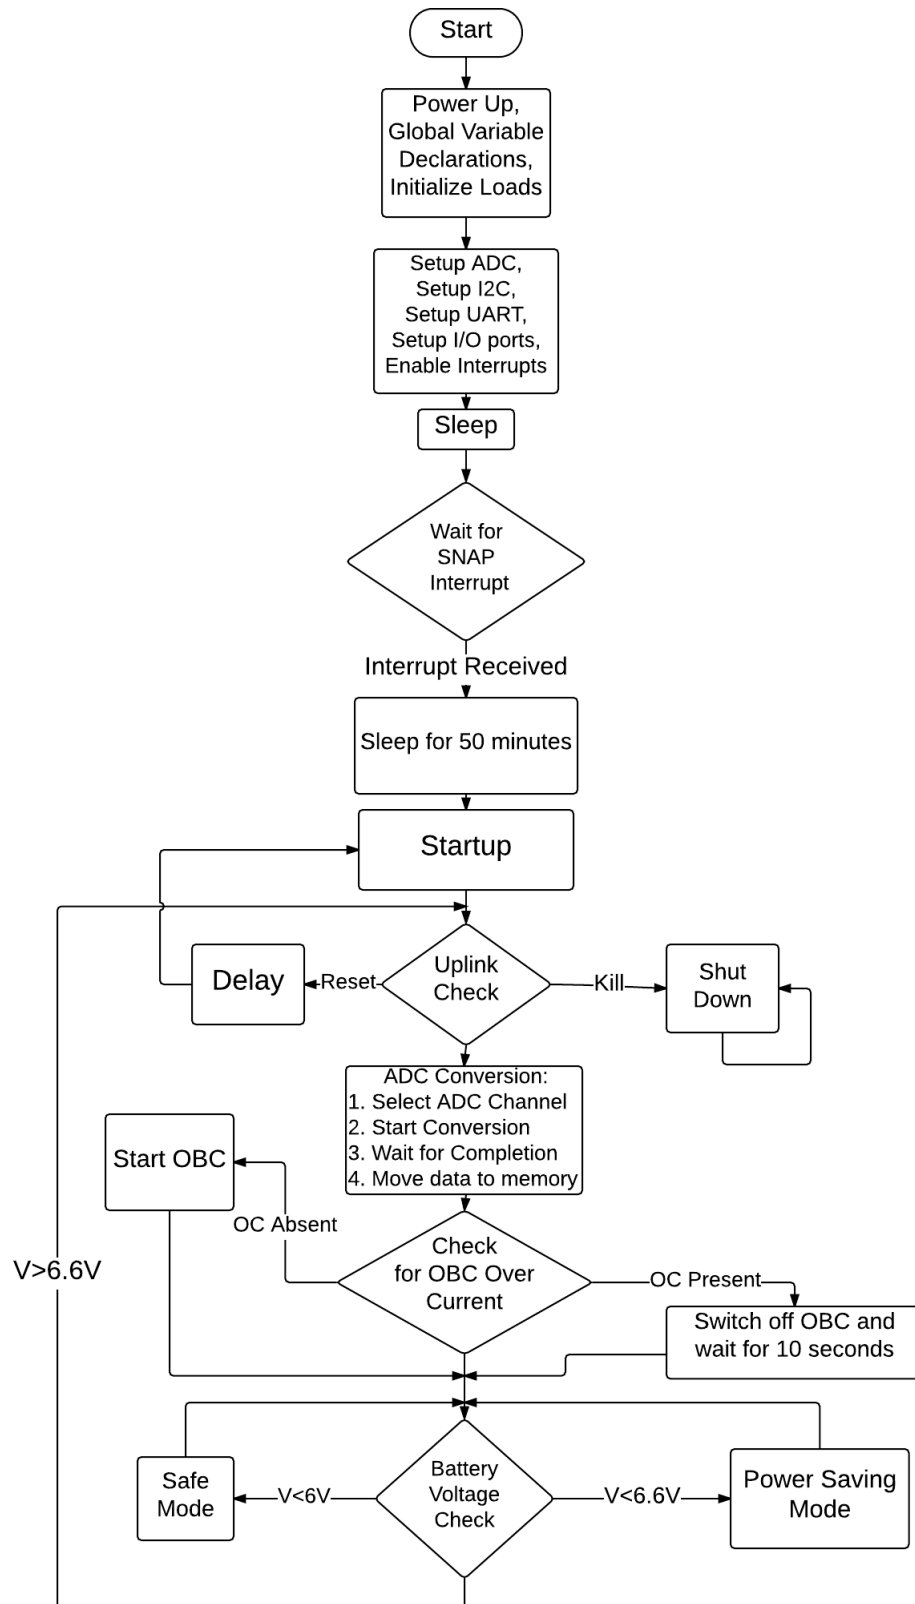 Start
Power Up,
Global Variable
Declarations,
Initialize Loads
Setup ADC,
Setup I2C,
Setup UART,
Setup I/O ports,
Enable Interrupts
Sleep
Wait for
SNAP
Interrupt
Interrupt Received
Sleep for 50 minutes
Startup
Uplink
Check
Reset
Delay
Kill
Shut
Down
ADC Conversion:
1. Select ADC Channel
2. Start Conversion
3. Wait for Completion
4. Move data to memory
Start OBC
OC Absent
Check
for OBC Over
Current
OC Present
Switch off OBC and
wait for 10 seconds
V>6.6V
Safe
Mode
V<6V
Battery
Voltage
Check
V<6.6V
Power Saving
Mode